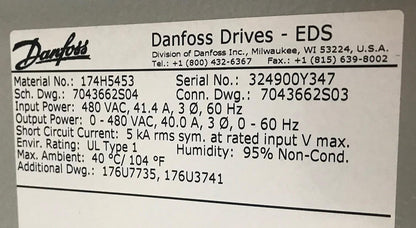 Danfoss Danfoss Drives - EDS
Division of Danfoss Inc., Milwaukee, WI 53224, U.S.A.
Tel.: +1 (800) 432-6367 Fax.: +1 (815) 639-8002
Material No.: 174H5453 Serial No.: 324900Y347
Sch. Dwg.: 7043662S04 Conn. Dwg.: 7043662S03
Input Power: 480 VAC, 41.4 A, 3 Ø, 60 Hz
Output Power: 0 - 480 VAC, 40.0 A, 3 Ø, 0 - 60 Hz
Short Circuit Current: 5 kA rms sym. at rated input V max.
Envir. Rating: UL Type 1 Humidity: 95% Non-Cond.
Max. Ambient: 40 °C/ 104 °F
Additional Dwg.: 176U7735, 176U3741